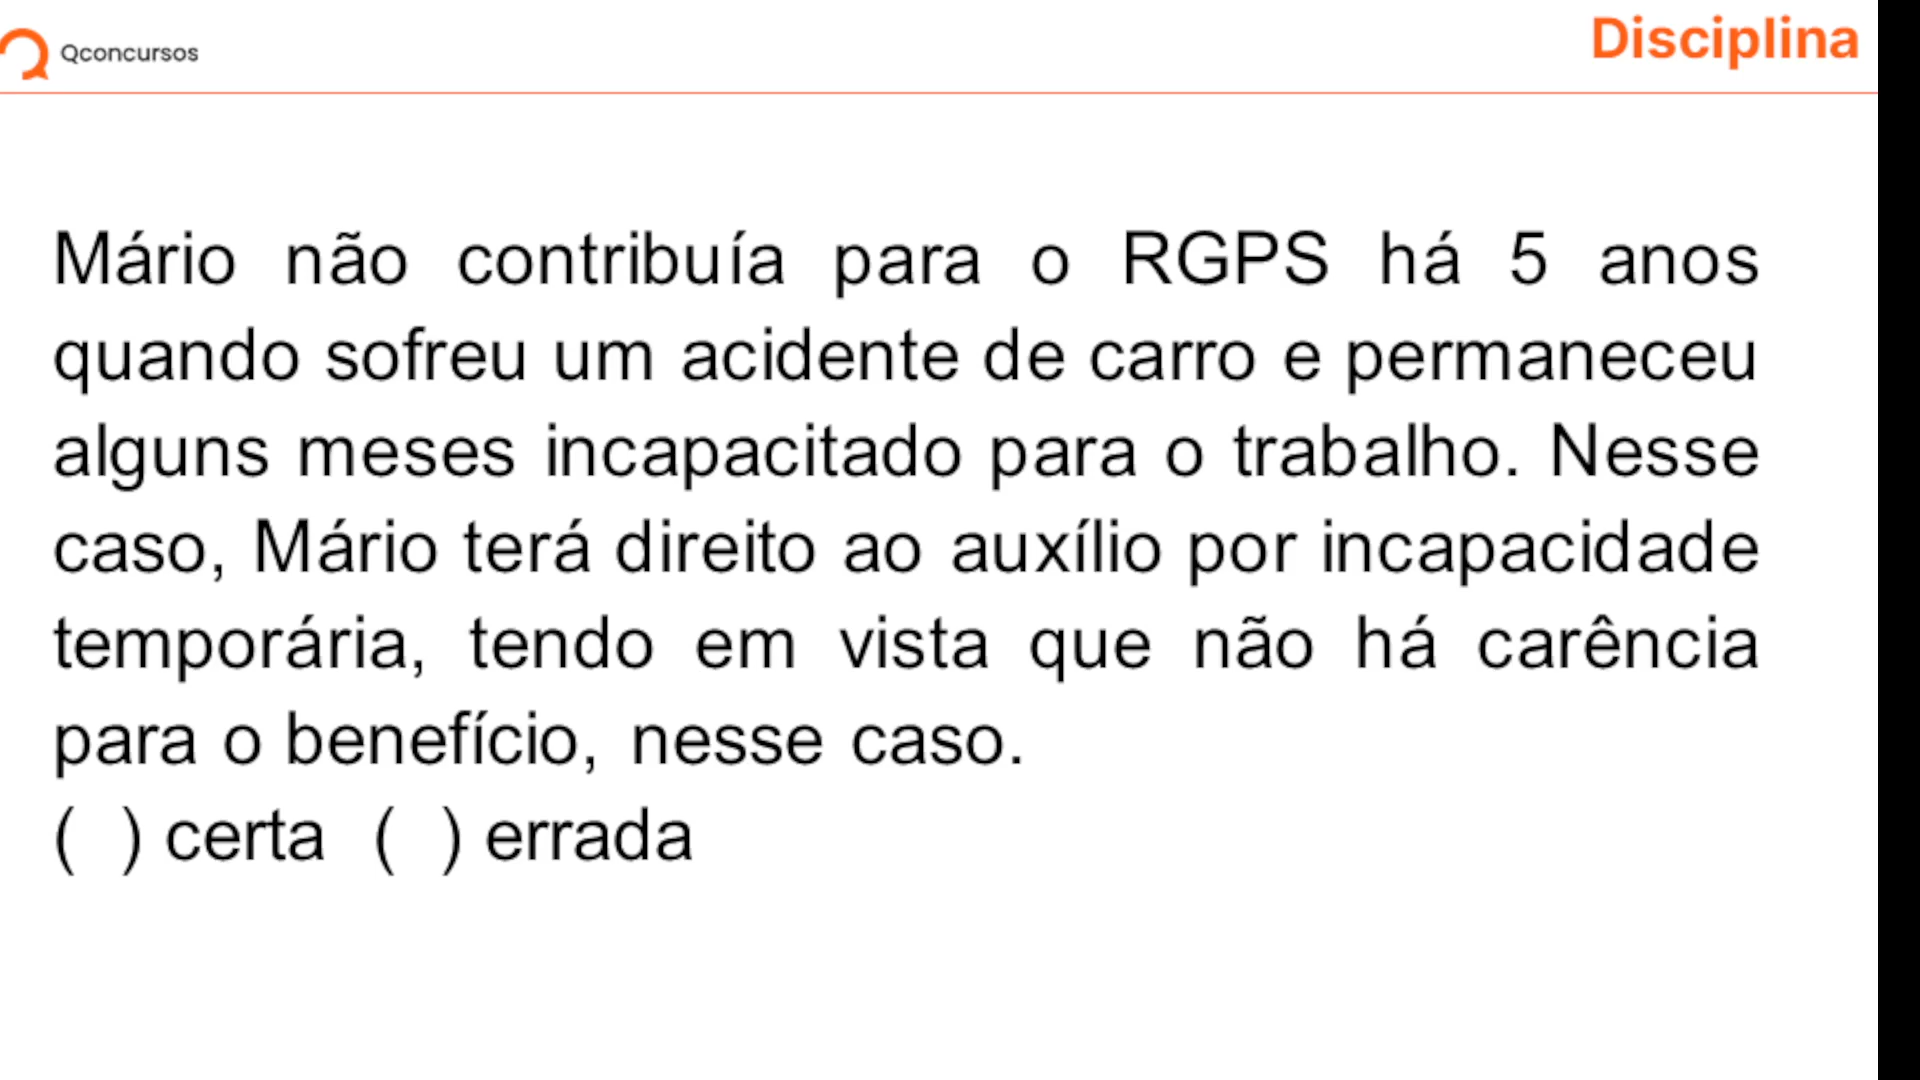 Qconcursos
Disciplina
Mário não contribuía para o RGPS há 5 anos
quando sofreu um acidente de carro e permaneceu
alguns meses incapacitado para o trabalho. Nesse
caso, Mário terá direito ao auxílio por incapacidade
temporária, tendo em vista que não há carência
para o benefício, nesse caso.
( ) certa ( ) errada